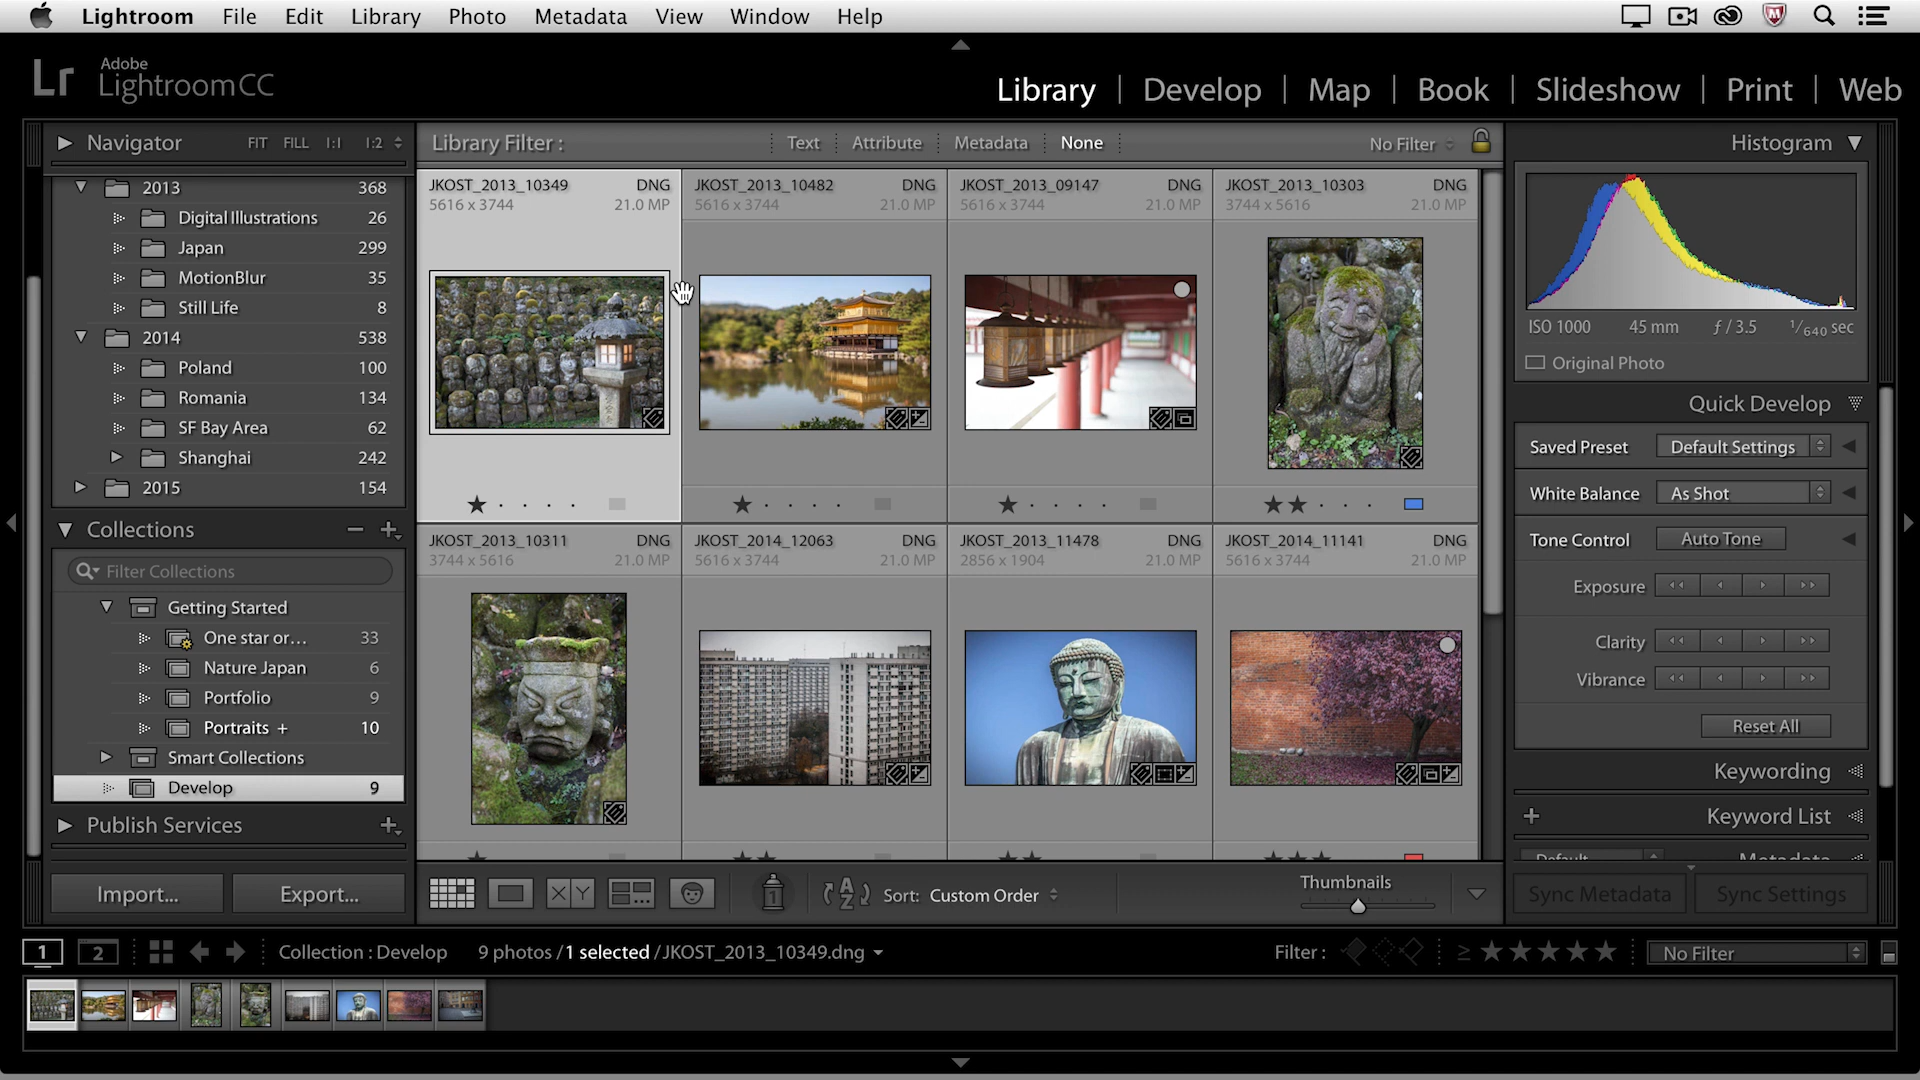 Lightroom File Edit Library Photo Metadata View Window Help
Lr Adobe
Lightroom CC
Library | Develop | Map | Book | Slideshow | Print | Web
Navigator FIT FILL 1:1 1:2
2013 368
Digital Illustrations 26
Japan 299
MotionBlur 35
Still Life 8
2014 538
Poland 100
Romania 134
SF Bay Area 62
Shanghai 242
2015 154
Collections
Filter Collections
Getting Started
One star or... 33
Nature Japan 6
Portfolio 9
Portraits + 10
Smart Collections
Develop 9
Publish Services
Import... Export...
Library Filter : Text Attribute Metadata None No Filter
JKOST_2013_10349 DNG
5616 x 3744 21.0 MP
JKOST_2013_10482 DNG
5616 x 3744 21.0 MP
JKOST_2013_09147 DNG
5616 x 3744 21.0 MP
JKOST_2013_10303 DNG
3744 x 5616 21.0 MP
JKOST_2013_10311 DNG
3744 x 5616 21.0 MP
JKOST_2014_12063 DNG
5616 x 3744 21.0 MP
JKOST_2013_11478 DNG
2856 x 1904 21.0 MP
JKOST_2014_11141 DNG
5616 x 3744 21.0 MP
X Y 1 A Z Sort: Custom Order Thumbnails
Histogram
ISO 1000 45 mm ƒ / 3.5 1/640 sec
Original Photo
Quick Develop
Saved Preset Default Settings
White Balance As Shot
Tone Control Auto Tone
Exposure
Clarity
Vibrance
Reset All
Keywording
Keyword List
Default Metadata
Sync Metadata Sync Settings
1 2 Collection : Develop 9 photos / 1 selected / JKOST_2013_10349.dng Filter : ≥ No Filter